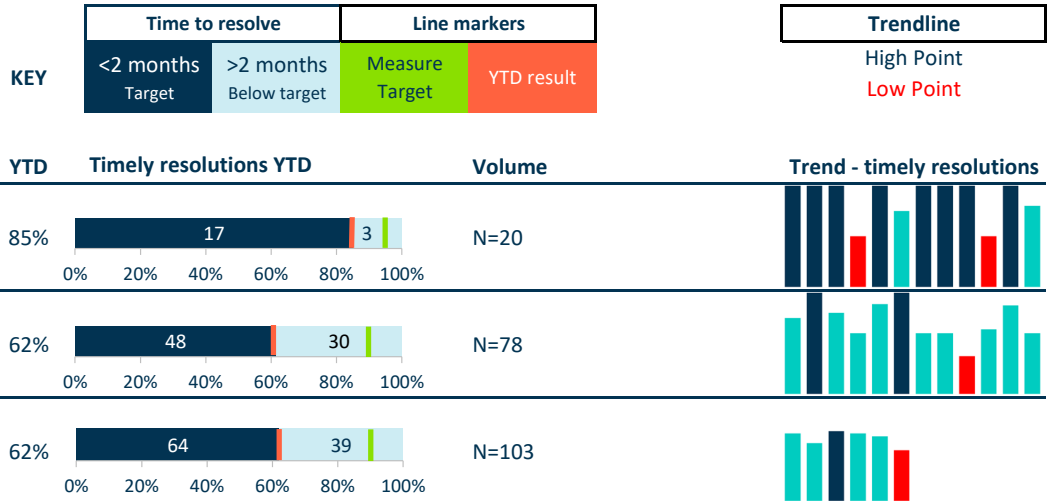 Time to resolve Line markers Trendline
KEY <2 months >2 months Measure YTD result High Point
Target Below target Target Low Point
YTD Timely resolutions YTD Volume Trend - timely resolutions
85% 17 3 N=20
0% 20% 40% 60% 80% 100%
62% 48 30 N=78
0% 20% 40% 60% 80% 100%
62% 64 39 N=103
0% 20% 40% 60% 80% 100%